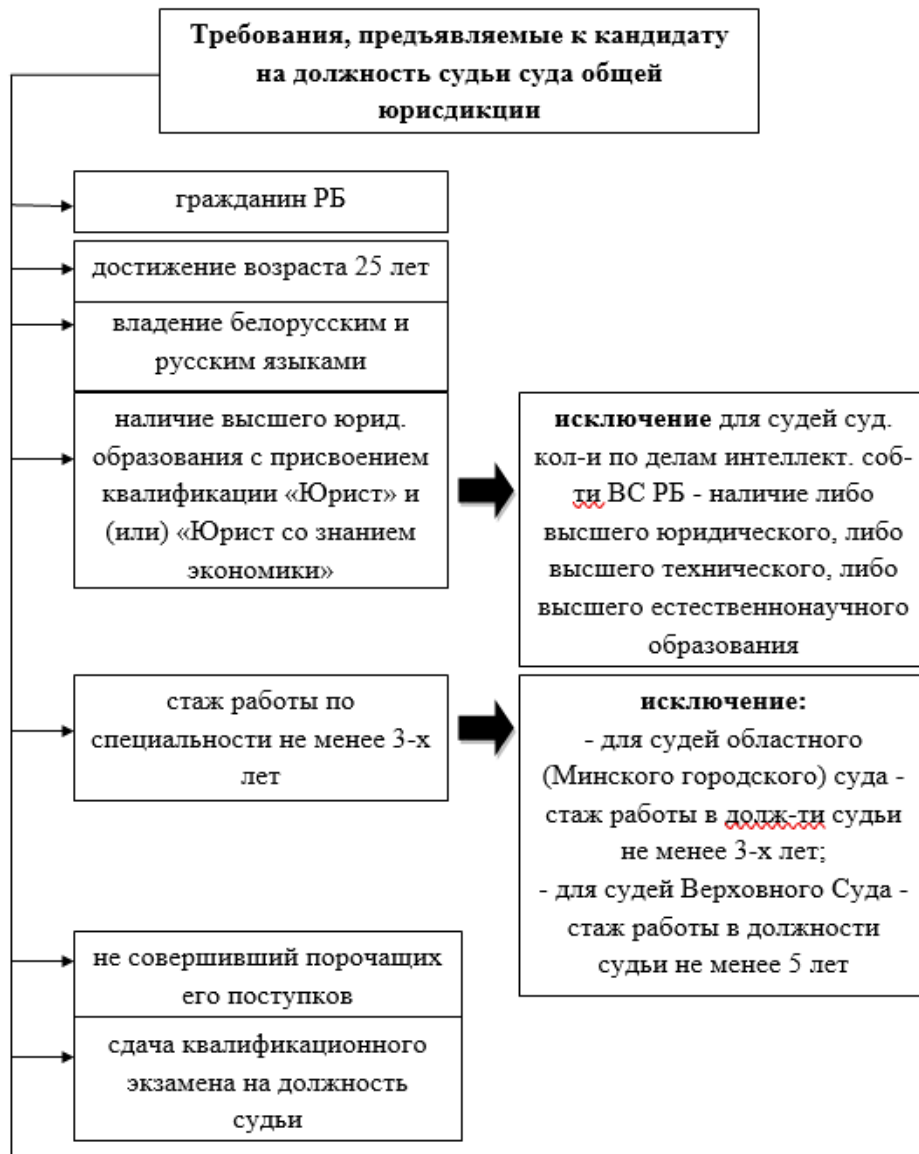 Требования, предъявляемые к кандидату
на должность судьи суда общей
юрисдикции
гражданин РБ
достижение возраста 25 лет
владение белорусским и
русским языками
наличие высшего юрид.
образования с присвоением
квалификации «Юрист» и
(или) «Юрист со знанием
экономики»
исключение для судей суд.
кол-и по делам интеллект. соб-
ти ВС РБ - наличие либо
высшего юридического, либо
высшего технического, либо
высшего естественнонаучного
образования
стаж работы по
специальности не менее 3-х
лет
исключение:
- для судей областного
(Минского городского) суда -
стаж работы в долж-ти судьи
не менее 3-х лет;
- для судей Верховного Суда -
стаж работы в должности
судьи не менее 5 лет
не совершивший порочащих
его поступков
сдача квалификационного
экзамена на должность
судьи